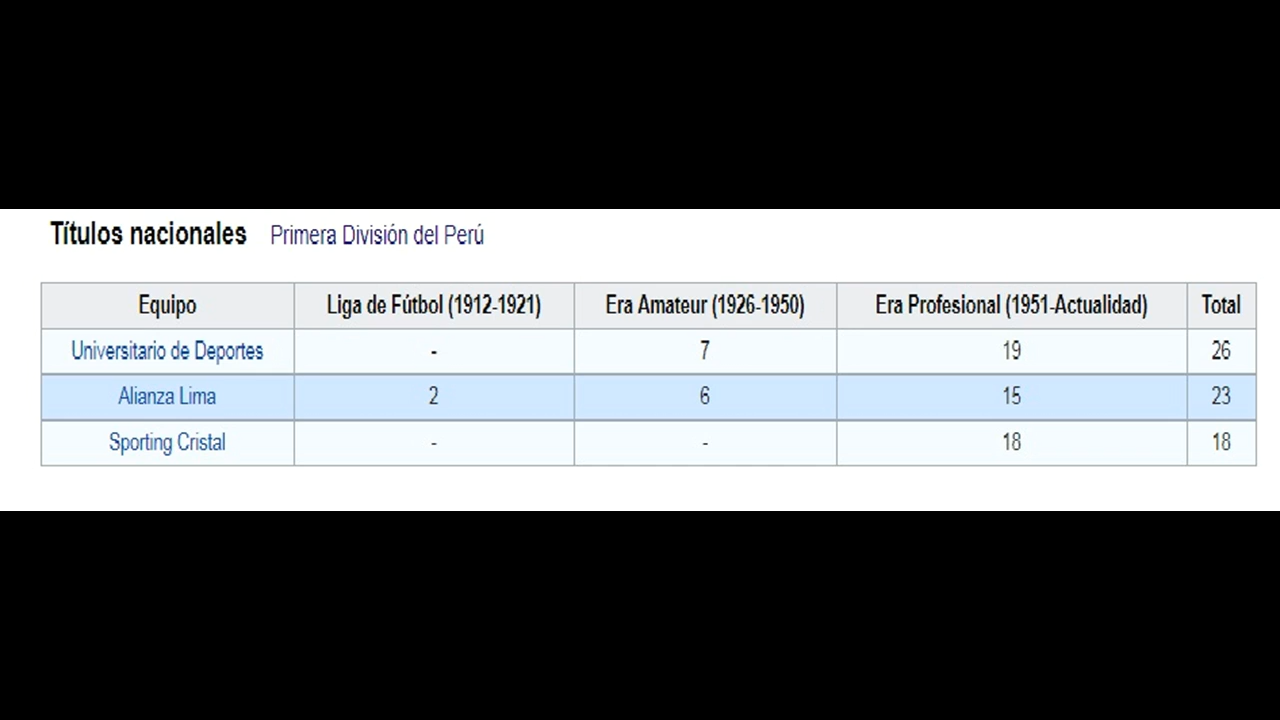 Títulos nacionales Primera División del Perú
Equipo Liga de Fútbol (1912-1921) Era Amateur (1926-1950) Era Profesional (1951-Actualidad) Total
Universitario de Deportes - 7 19 26
Alianza Lima 2 6 15 23
Sporting Cristal - - 18 18